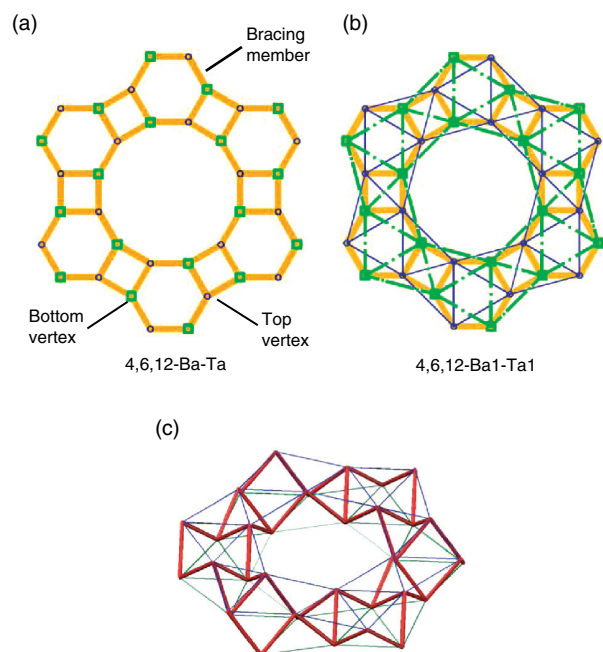 (a)
Bracing
member
(b)
Bottom
vertex
Top
vertex
4,6,12-Ba-Ta
4,6,12-Ba1-Ta1
(c)